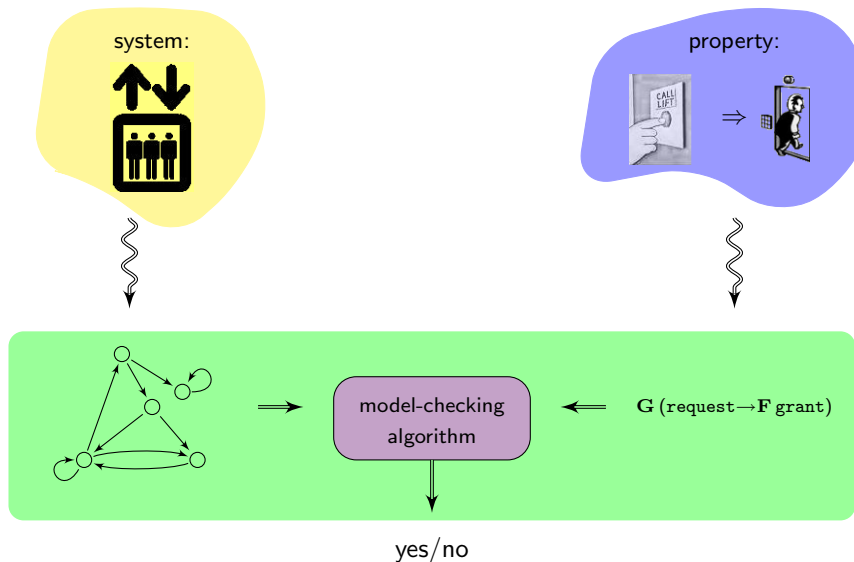 system:
property:
CALL
LIFT
⇒
model-checking
algorithm
G (request→F grant)
yes/no